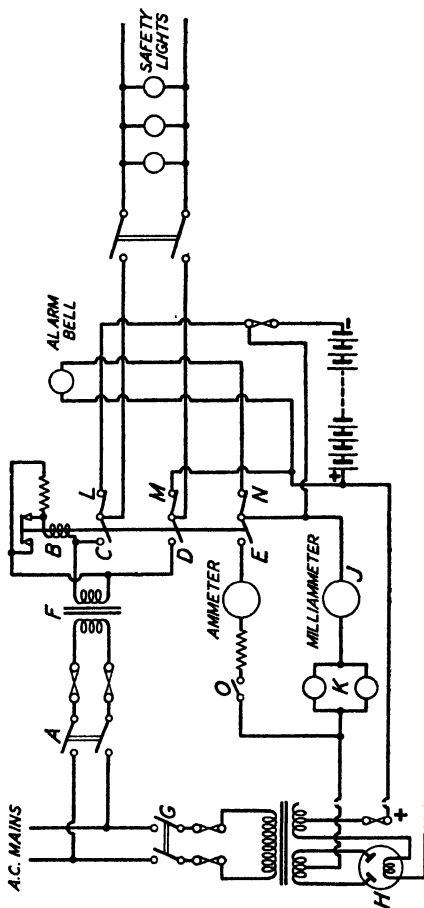 A.C. MAINS
A
F
B
C
L
ALARM BELL
SAFETY LIGHTS
D
M
G
O
AMMETER
E
N
K
MILLIAMMETER
J
H
+
+
-